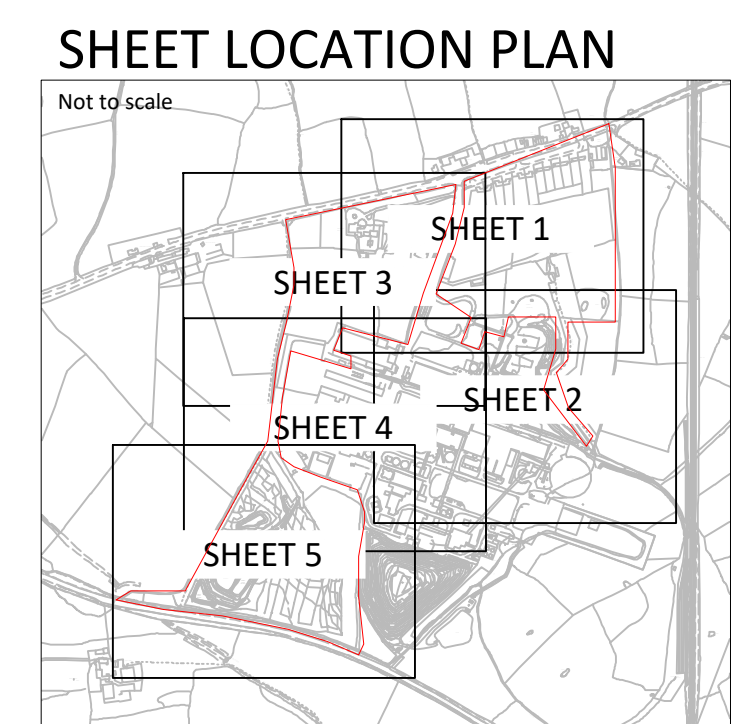 SHEET LOCATION PLAN
Not to scale
SHEET 1
SHEET 3
SHEET 2
SHEET 4
SHEET 5